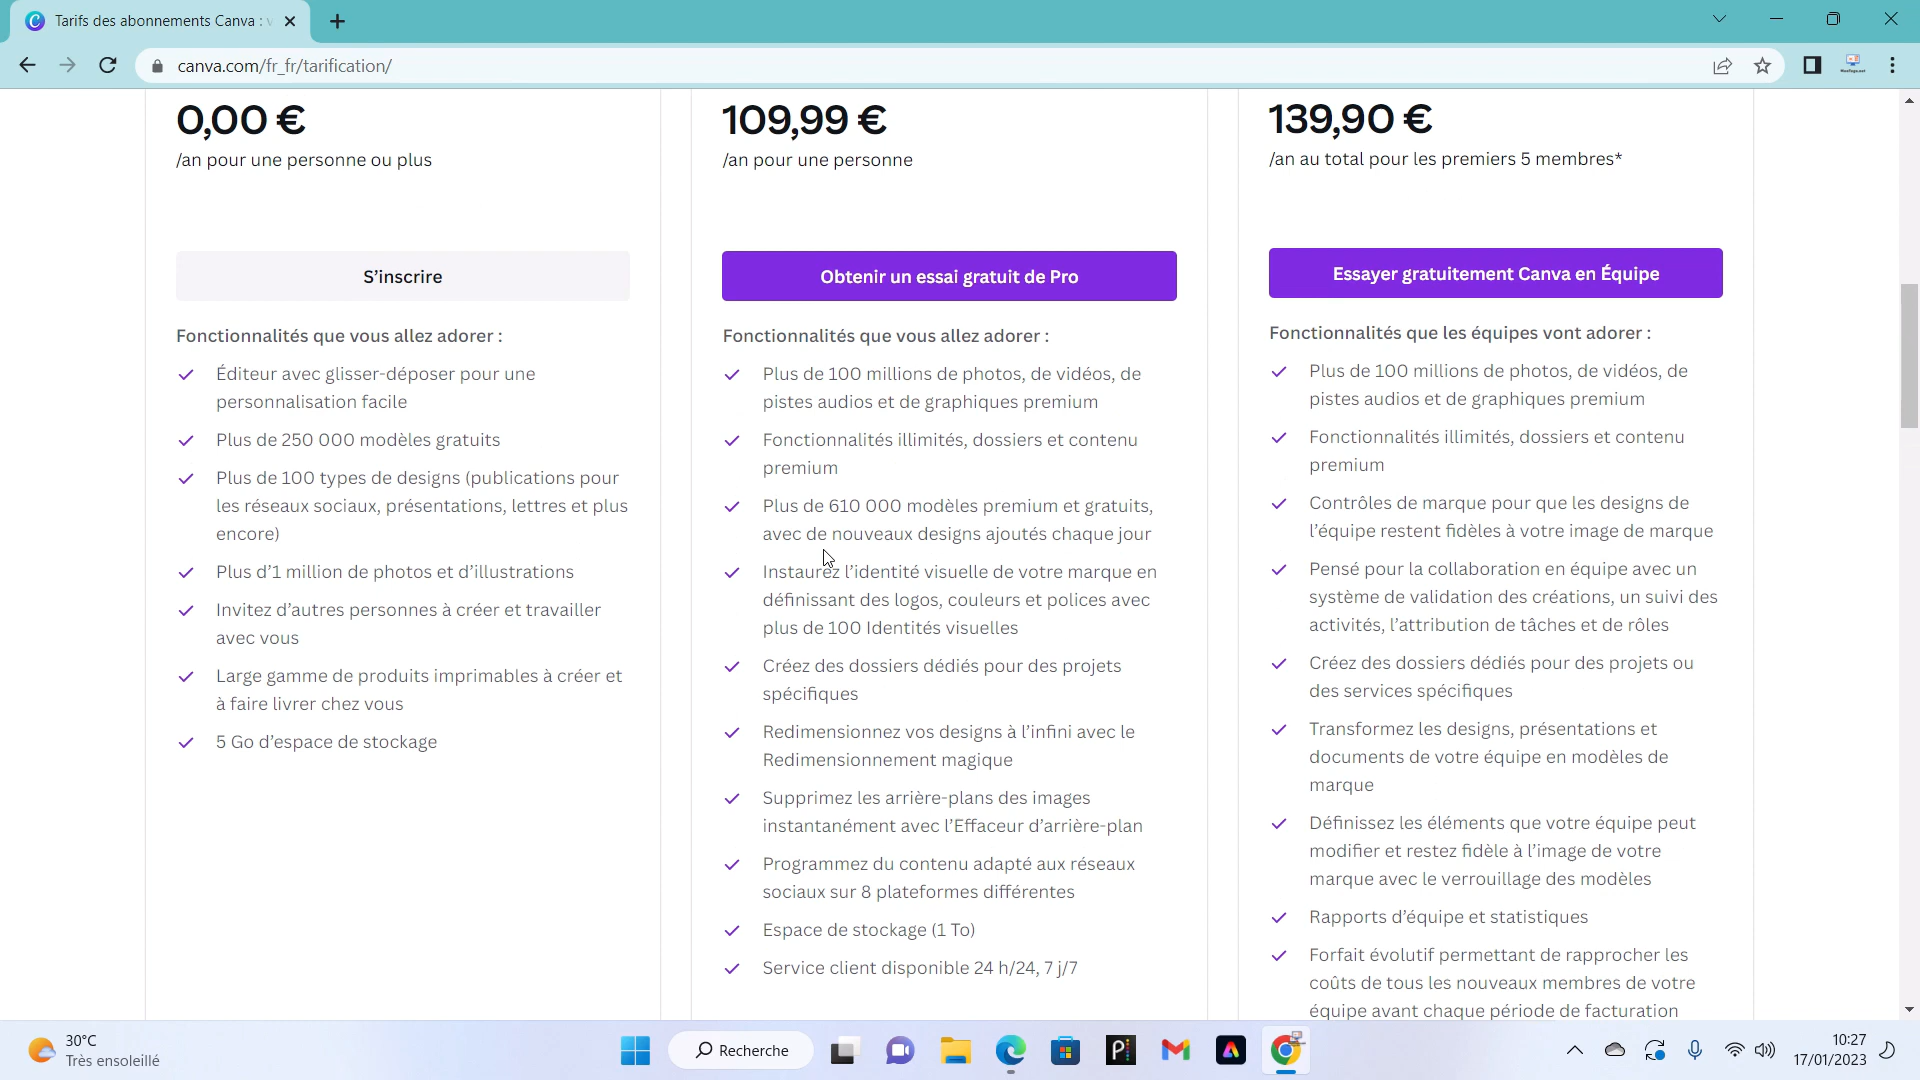 Tarifs des abonnements Canva :
canva.com/fr_fr/tarification/
0,00 €
/an pour une personne ou plus
S'inscrire
Fonctionnalités que vous allez adorer :
Éditeur avec glisser-déposer pour une
personnalisation facile
Plus de 250 000 modèles gratuits
Plus de 100 types de designs (publications pour
les réseaux sociaux, présentations, lettres et plus
encore)
Plus d'1 million de photos et d'illustrations
Invitez d'autres personnes à créer et travailler
avec vous
Large gamme de produits imprimables à créer et
à faire livrer chez vous
5 Go d'espace de stockage
109,99 €
/an pour une personne
Obtenir un essai gratuit de Pro
Fonctionnalités que vous allez adorer :
Plus de 100 millions de photos, de vidéos, de
pistes audios et de graphiques premium
Fonctionnalités illimités, dossiers et contenu
premium
Plus de 610 000 modèles premium et gratuits,
avec de nouveaux designs ajoutés chaque jour
Instaurez l'identité visuelle de votre marque en
définissant des logos, couleurs et polices avec
plus de 100 Identités visuelles
Créez des dossiers dédiés pour des projets
spécifiques
Redimensionnez vos designs à l'infini avec le
Redimensionnement magique
Supprimez les arrière-plans des images
instantanément avec l'Effaceur d'arrière-plan
Programmez du contenu adapté aux réseaux
sociaux sur 8 plateformes différentes
Espace de stockage (1 To)
Service client disponible 24 h/24, 7 j/7
139,90 €
/an au total pour les premiers 5 membres*
Essayer gratuitement Canva en Équipe
Fonctionnalités que les équipes vont adorer :
Plus de 100 millions de photos, de vidéos, de
pistes audios et de graphiques premium
Fonctionnalités illimités, dossiers et contenu
premium
Contrôles de marque pour que les designs de
l'équipe restent fidèles à votre image de marque
Pensé pour la collaboration en équipe avec un
système de validation des créations, un suivi des
activités, l'attribution de tâches et de rôles
Créez des dossiers dédiés pour des projets ou
des services spécifiques
Transformez les designs, présentations et
documents de votre équipe en modèles de
marque
Définissez les éléments que votre équipe peut
modifier et restez fidèle à l'image de votre
marque avec le verrouillage des modèles
Rapports d'équipe et statistiques
Forfait évolutif permettant de rapprocher les
coûts de tous les nouveaux membres de votre
équipe avant chaque période de facturation
30°C
Très ensoleillé
Recherche
10:27
17/01/2023